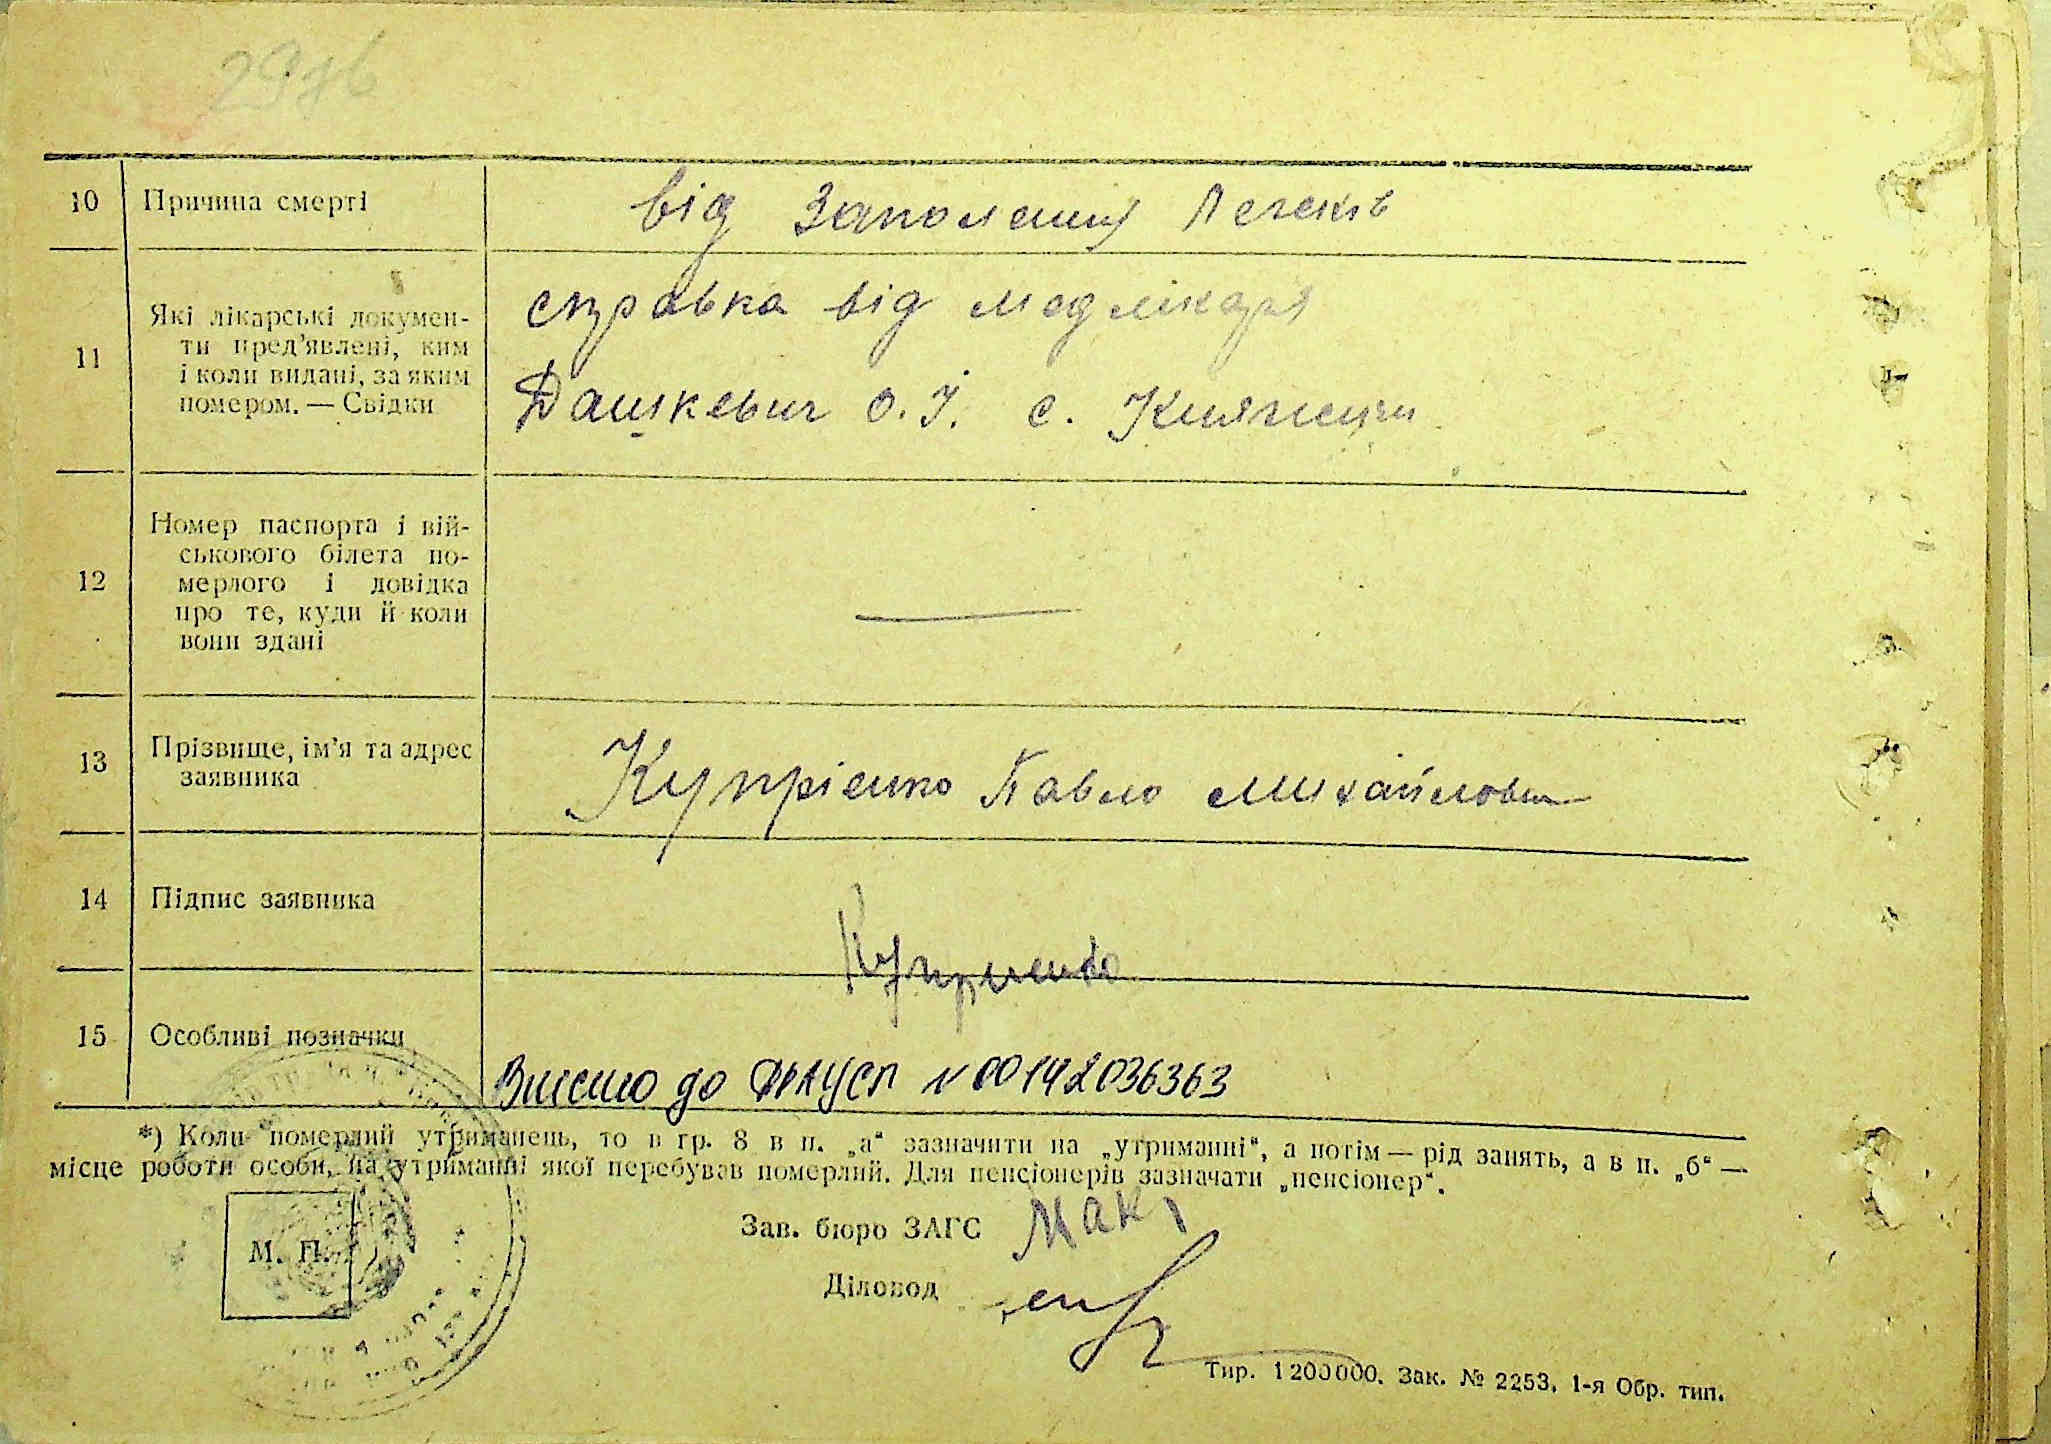 2976
10 Причина смерті від Запалення Легенів
11 Які лікарські докумен-
ти пред’явлені, ким
і коли видані, за яким
номером. — Свідки
справка від медлікаря
Дашкевич О. І. с. Княжици
12 Номер паспорта і вій-
ськового білета по-
мерлого і довідка
про те, куди й коли
вони здані
—
13 Прізвище, ім’я та адрес
заявника
Купрієнко Павло Михайлович
14 Підпис заявника Куприенко
15 Особливі позначки
Внесено до ДРАЦСГ № 00142036363
*) Коли померлий утриманець, то в гр. 8 в п. „а“ зазначити на „утриманні“, а потім — рід занять, а в п. „б“ —
місце роботи особи, на утриманні якої перебував померлий. Для пенсіонерів зазначати „пенсіонер“.
М. П.
Зав. бюро ЗАГС
Діловод
Тир. 1200000. Зак. № 2253, 1-я Обр. тип.